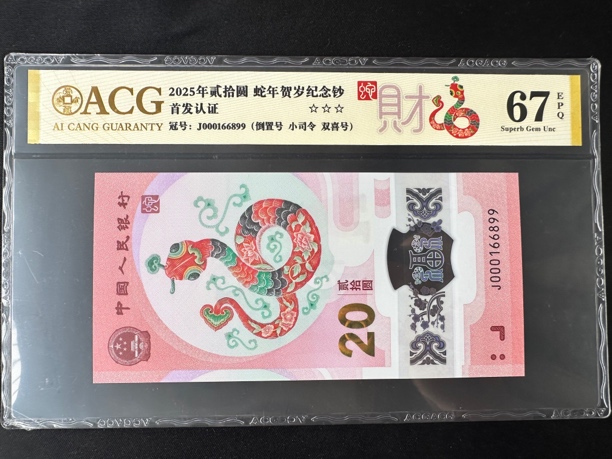 ACG
AI CANG GUARANTY
2025年贰拾圆 蛇年贺岁纪念钞
首发认证 ☆☆☆
冠号：J000166899（倒置号 小司令 双喜号）
財
67 EPQ
Superb Gem Unc
中国人民银行
贰拾圆
20
J000166899